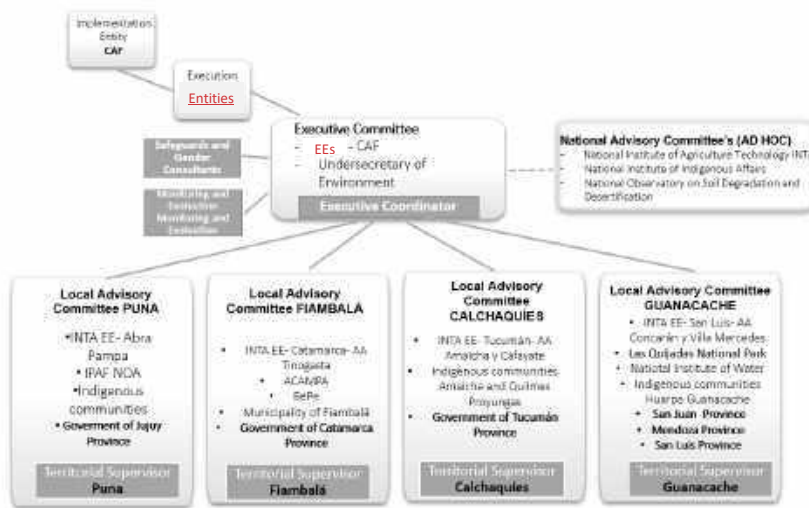 Implementation
Entity
CAF
Execution
Entities
Executive Committee
- EEs - CAF
- Undersecretary of
Environment
Executive Coordinator
Safeguards and
Gender
Consultants
Monitoring and
Evaluation
Monitoring and
Evaluation
National Advisory Committee's (AD HOC)
- National Institute of Agriculture Technology INTA
- National Institute of Indigenous Affairs
- National Observatory on Soil Degradation and
Desertification
Local Advisory
Committee PUNA
•INTA EE- Abra
Pampa
• IPAF NOA
•Indigenous
communities
• Goverment of Jujuy
Province
Territorial Supervisor
Puna
Local Advisory
Committee FIAMBALÁ
• INTA EE- Catamarca- AA
Tinogasta
• ACAMPA
• BePe
• Municipality of Fiambalá
• Government of Catamarca
Province
Territorial Supervisor
Fiambalá
Local Advisory
Committee
CALCHAQUÍES
• INTA EE- Tucumán- AA
Amaicha y Cafayate
• Indigenous communities
Amaicha and Quilmes
Proyungas
• Government of Tucumán
Province
Territorial Supervisor
Calchaquies
Local Advisory Committee
GUANACACHE
• INTA EE- San Luis- AA
Concarán y Villa Mercedes
• Las Quijadas National Park
• National Institute of Water
• Indigenous communities
Huarpe Guanacache
• San Juan Province
• Mendoza Province
• San Luis Province
Territorial Supervisor
Guanacache